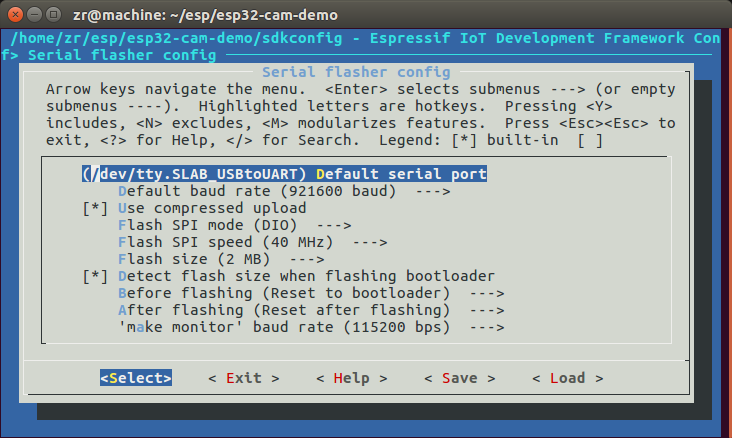 zr@machine: ~/esp/esp32-cam-demo
/home/zr/esp/esp32-cam-demo/sdkconfig - Espressif IoT Development Framework Con
f> Serial flasher config
Serial flasher config
Arrow keys navigate the menu.  <Enter> selects submenus ---> (or empty
submenus ----).  Highlighted letters are hotkeys.  Pressing <Y>
includes, <N> excludes, <M> modularizes features.  Press <Esc><Esc> to
exit, <?> for Help, </> for Search.  Legend: [*] built-in  [ ]
(/dev/tty.SLAB_USBtoUART) Default serial port
Default baud rate (921600 baud)  --->
[*] Use compressed upload
Flash SPI mode (DIO)  --->
Flash SPI speed (40 MHz)  --->
Flash size (2 MB)  --->
[*] Detect flash size when flashing bootloader
Before flashing (Reset to bootloader)  --->
After flashing (Reset after flashing)  --->
'make monitor' baud rate (115200 bps)  --->
<Select>    < Exit >    < Help >    < Save >    < Load >